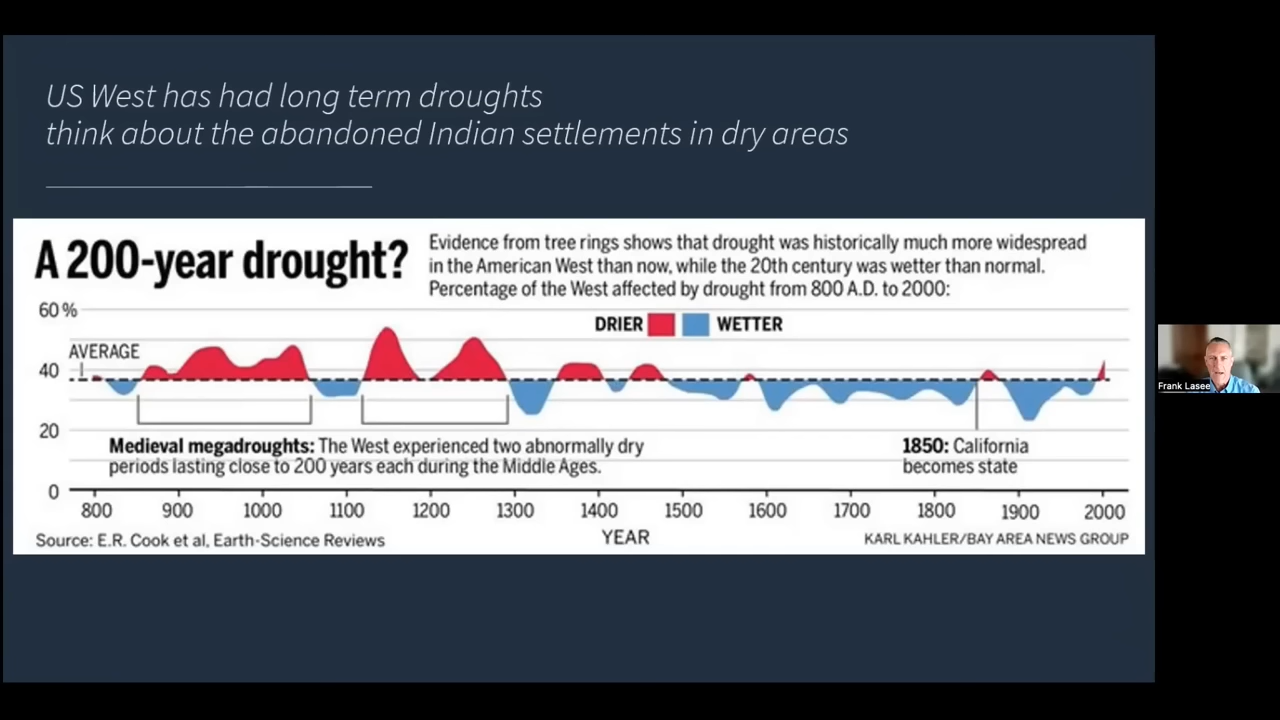 US West has had long term droughts
think about the abandoned Indian settlements in dry areas
A 200-year drought?
Evidence from tree rings shows that drought was historically much more widespread
in the American West than now, while the 20th century was wetter than normal.
Percentage of the West affected by drought from 800 A.D. to 2000:
60 %
DRIER WETTER
AVERAGE
40
20
Medieval megadroughts: The West experienced two abnormally dry
periods lasting close to 200 years each during the Middle Ages.
1850: California
becomes state
0
800 900 1000 1100 1200 1300 1400 1500 1600 1700 1800 1900 2000
YEAR
Source: E.R. Cook et al, Earth-Science Reviews
KARL KAHLER/BAY AREA NEWS GROUP
Frank Lasee